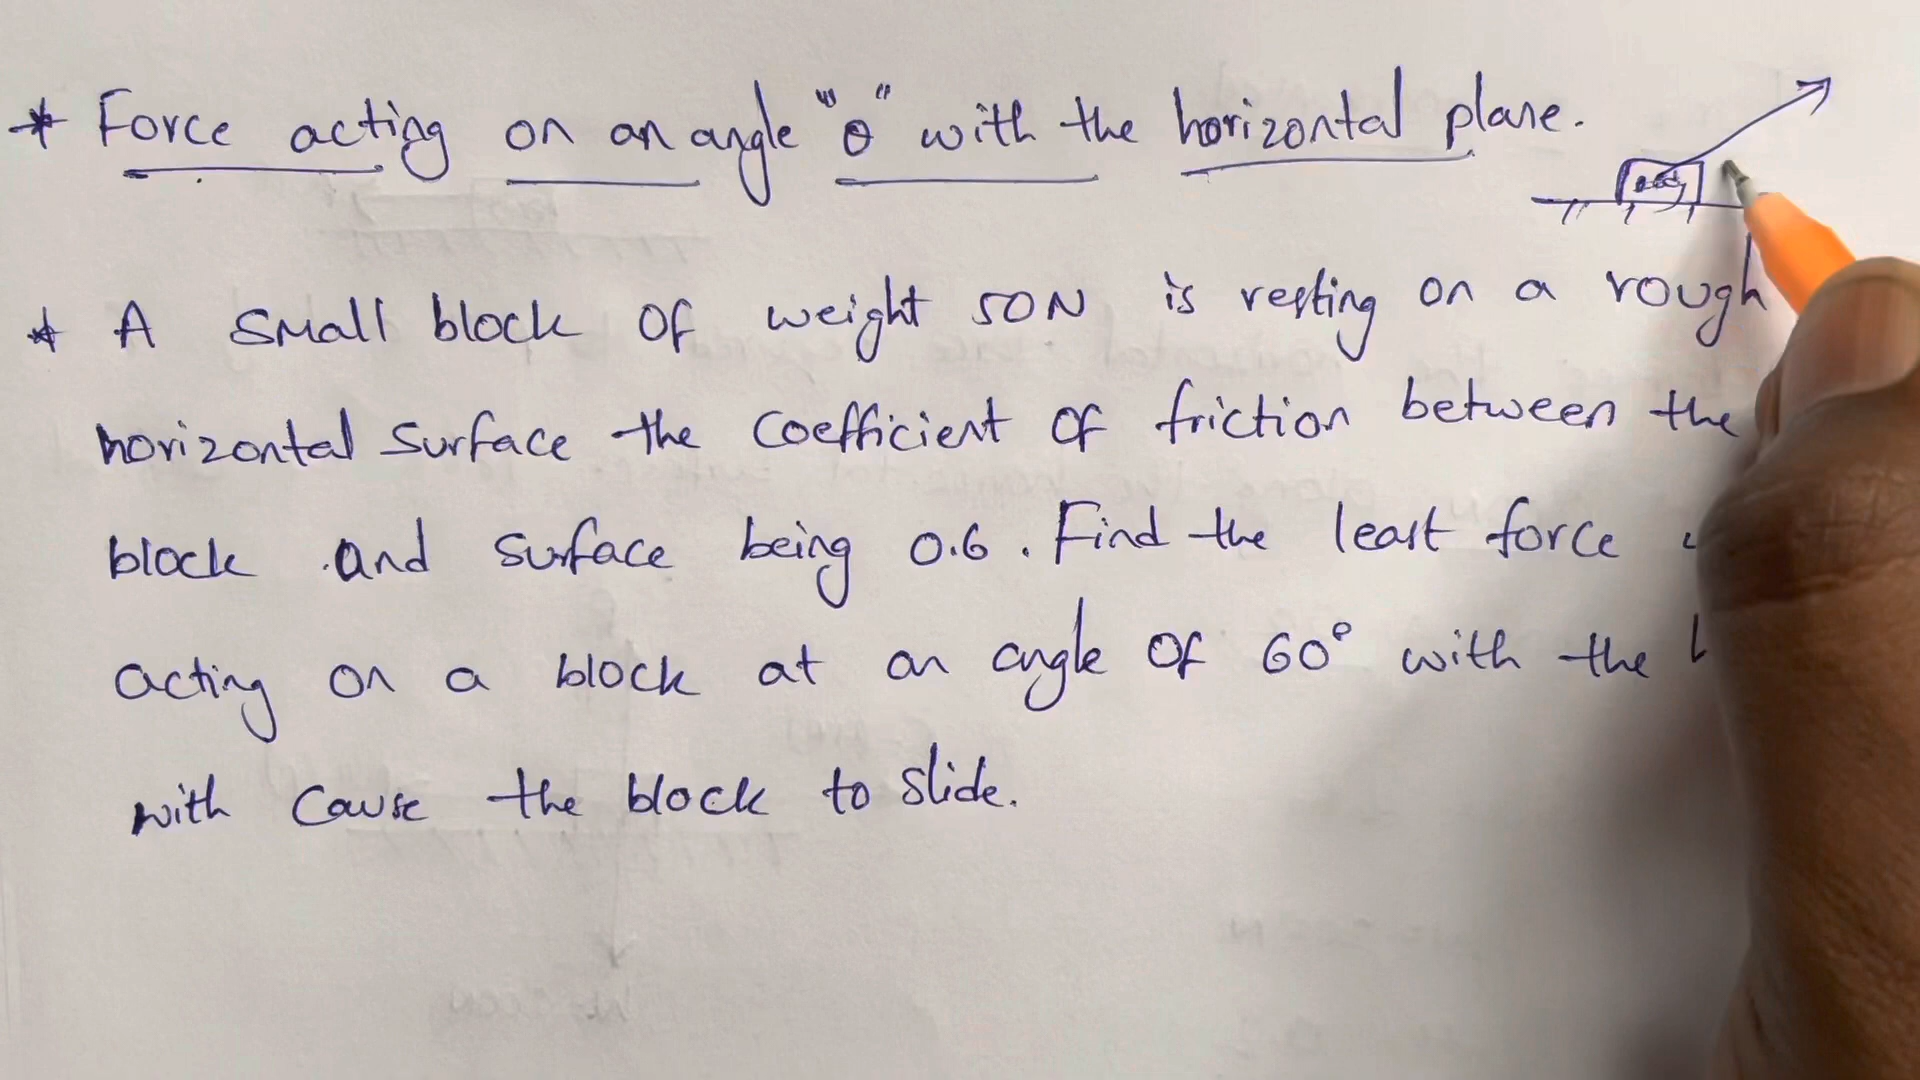 * Force acting on an angle "θ" with the horizontal plane.
* A small block of weight 50N is resting on a rough
horizontal surface the coefficient of friction between the
block and surface being 0.6. Find the least force
acting on a block at an angle of 60° with the
with cause the block to slide.